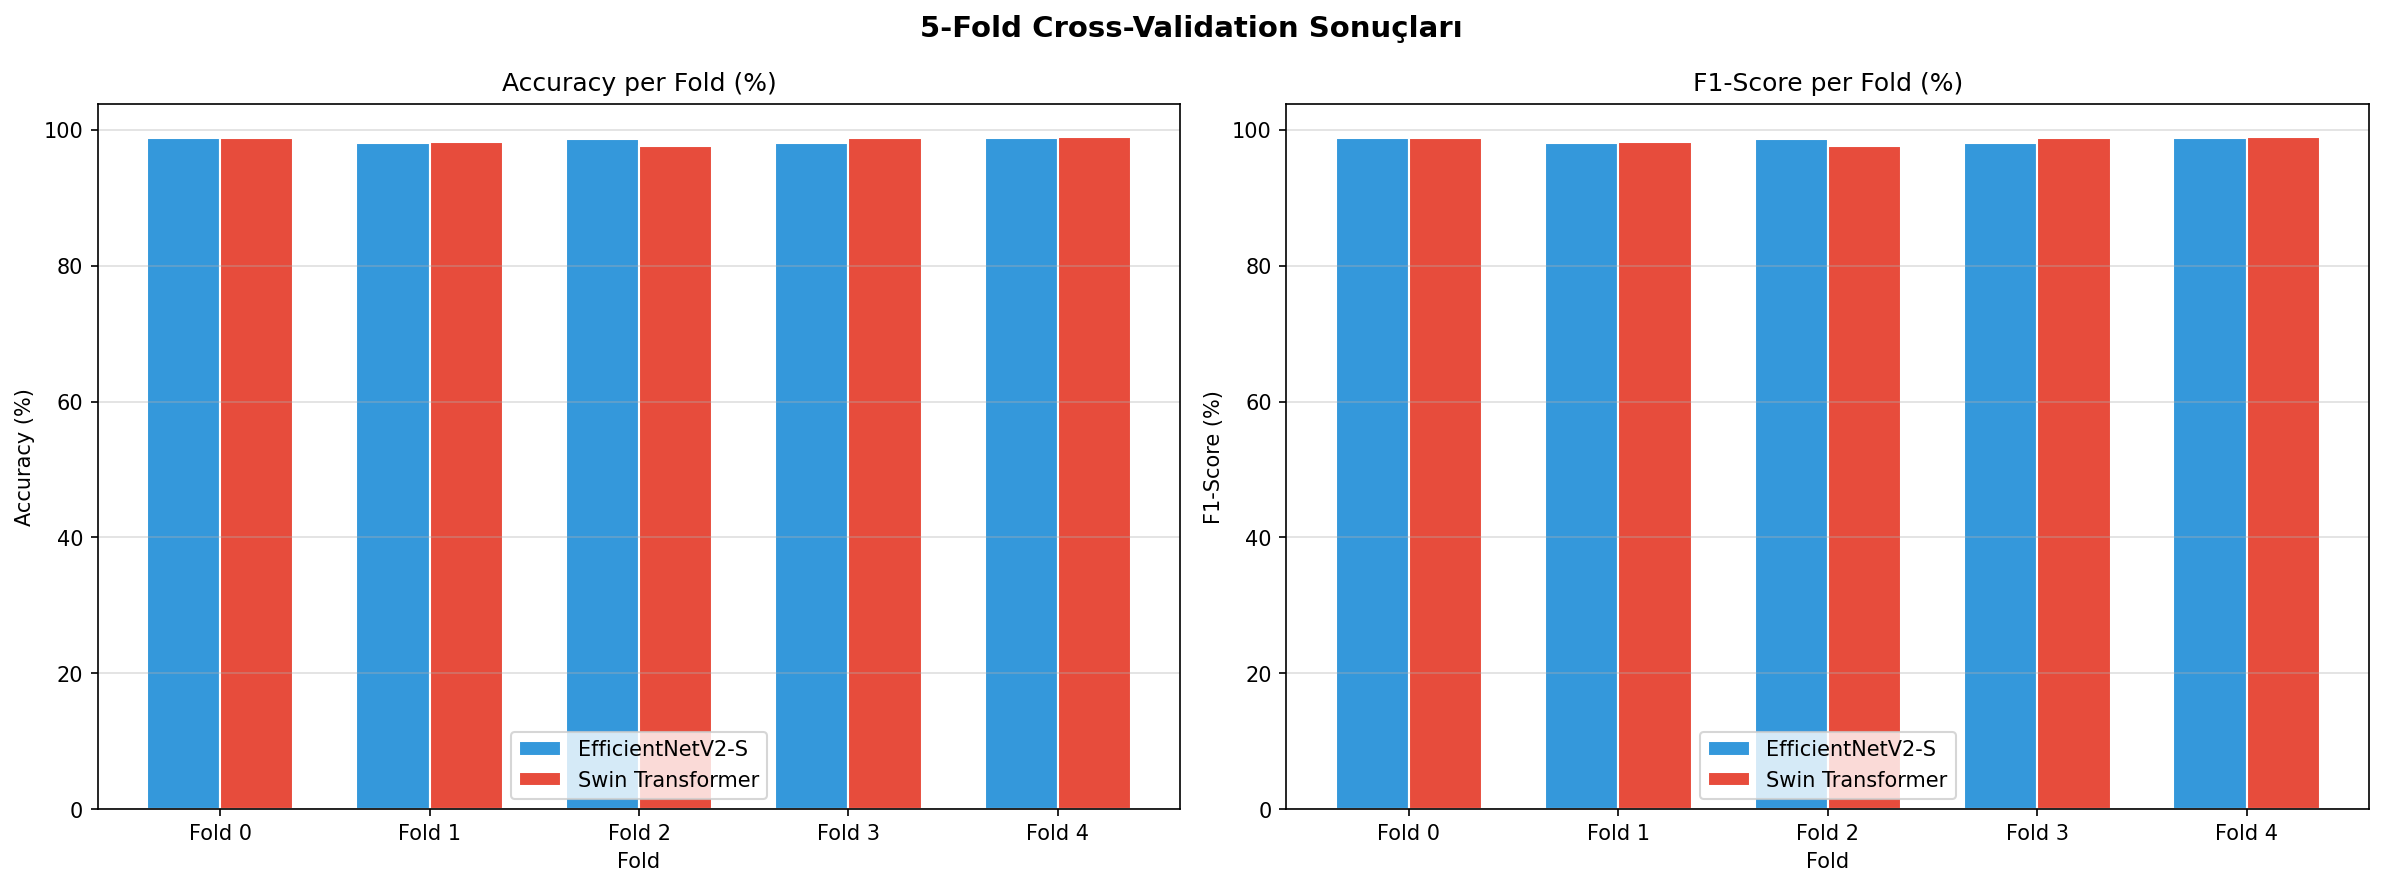 5-Fold Cross-Validation Sonuçları
Accuracy per Fold (%)
Accuracy (%)
100
80
60
40
20
0
EfficientNetV2-S
Swin Transformer
Fold 0 Fold 1 Fold 2 Fold 3 Fold 4
Fold
F1-Score per Fold (%)
F1-Score (%)
100
80
60
40
20
0
EfficientNetV2-S
Swin Transformer
Fold 0 Fold 1 Fold 2 Fold 3 Fold 4
Fold